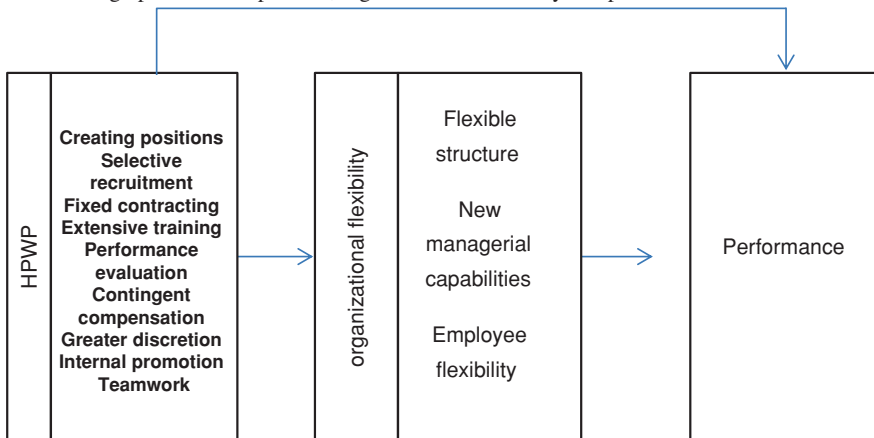 HPWP
Creating positions
Selective
recruitment
Fixed contracting
Extensive training
Performance
evaluation
Contingent
compensation
Greater discretion
Internal promotion
Teamwork
organizational flexibility
Flexible
structure
New
managerial
capabilities
Employee
flexibility
Performance